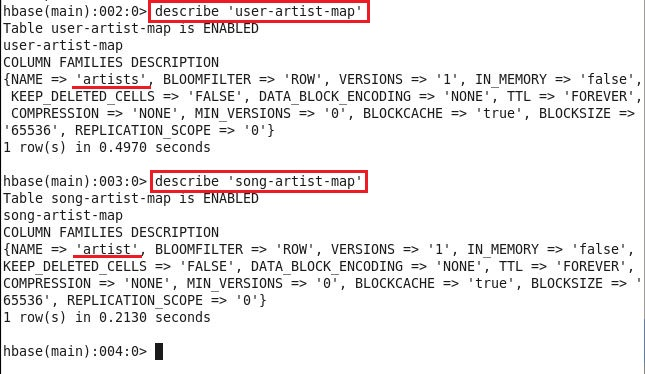 hbase(main):002:0> describe 'user-artist-map'
Table user-artist-map is ENABLED
user-artist-map
COLUMN FAMILIES DESCRIPTION
{NAME => 'artists', BLOOMFILTER => 'ROW', VERSIONS => '1', IN_MEMORY => 'false',
 KEEP_DELETED_CELLS => 'FALSE', DATA_BLOCK_ENCODING => 'NONE', TTL => 'FOREVER',
 COMPRESSION => 'NONE', MIN_VERSIONS => '0', BLOCKCACHE => 'true', BLOCKSIZE =>
'65536', REPLICATION_SCOPE => '0'}
1 row(s) in 0.4970 seconds

hbase(main):003:0> describe 'song-artist-map'
Table song-artist-map is ENABLED
song-artist-map
COLUMN FAMILIES DESCRIPTION
{NAME => 'artist', BLOOMFILTER => 'ROW', VERSIONS => '1', IN_MEMORY => 'false',
KEEP_DELETED_CELLS => 'FALSE', DATA_BLOCK_ENCODING => 'NONE', TTL => 'FOREVER',
COMPRESSION => 'NONE', MIN_VERSIONS => '0', BLOCKCACHE => 'true', BLOCKSIZE => '
65536', REPLICATION_SCOPE => '0'}
1 row(s) in 0.2130 seconds

hbase(main):004:0>